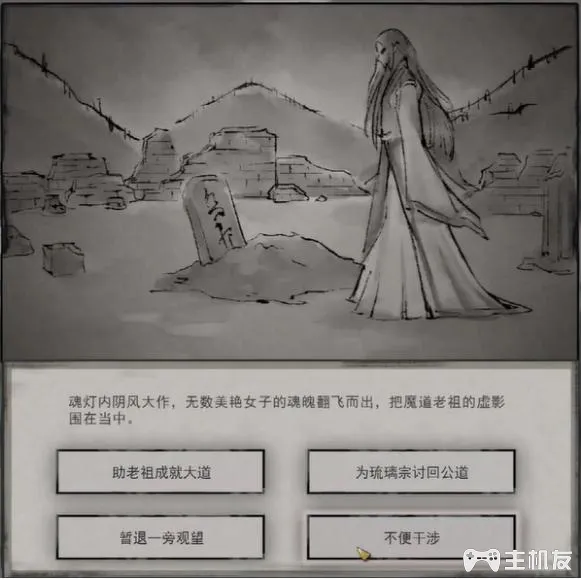 魂灯内阴风大作，无数美艳女子的魂魄翻飞而出，把魔道老祖的虚影
围在当中。
助老祖成就大道
为琉璃宗讨回公道
暂退一旁观望
不便干涉
主机友